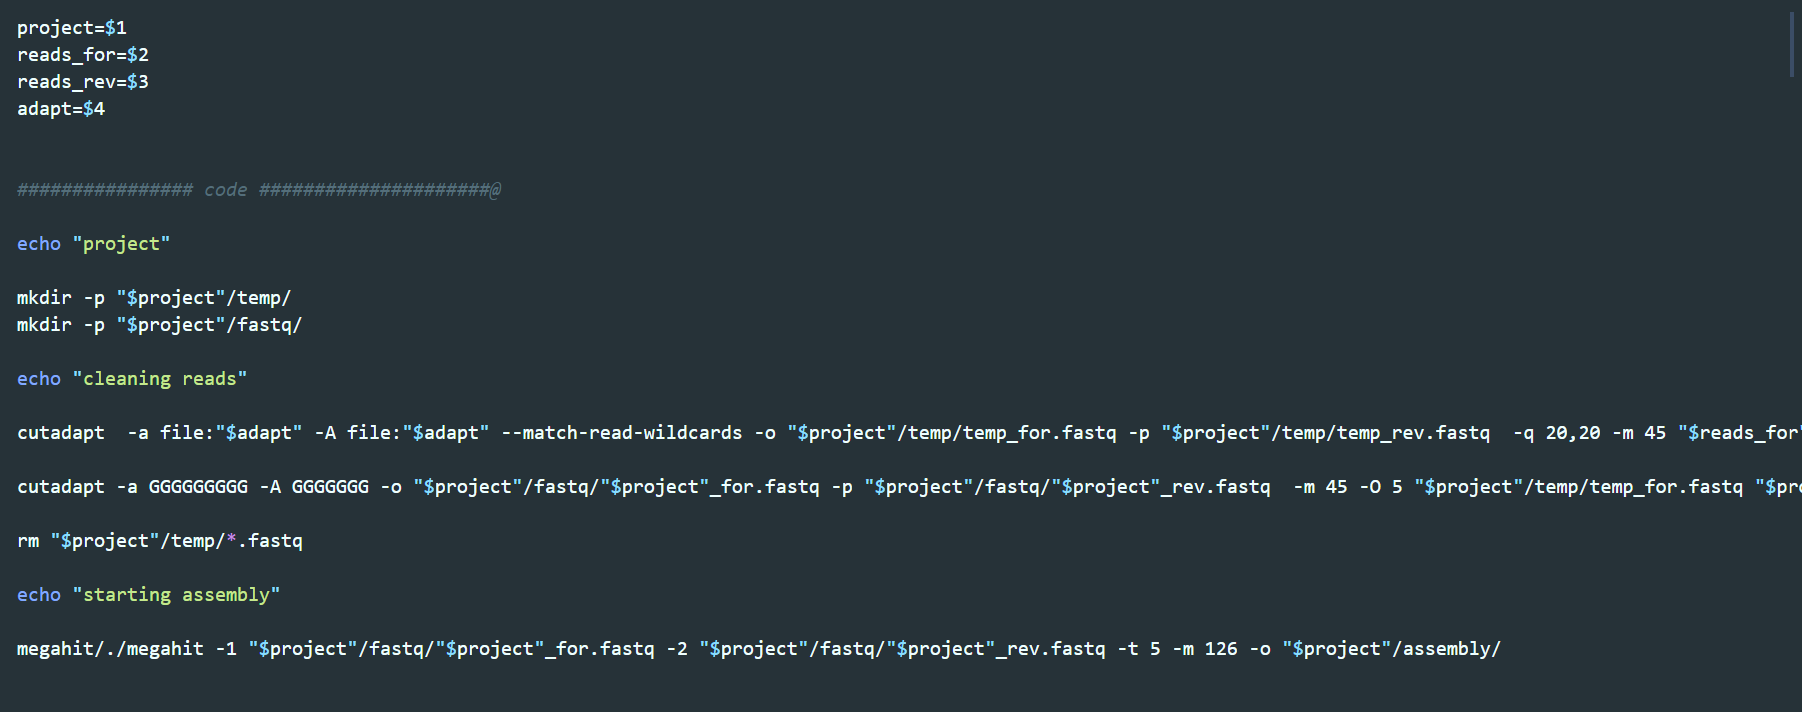 project=$1
reads_for=$2
reads_rev=$3
adapt=$4
################ code #####################@
echo "project"
mkdir -p "$project"/temp/
mkdir -p "$project"/fastq/
echo "cleaning reads"
cutadapt  -a file:"$adapt" -A file:"$adapt" --match-read-wildcards -o "$project"/temp/temp_for.fastq -p "$project"/temp/temp_rev.fastq  -q 20,20 -m 45 "$reads_for"
cutadapt -a GGGGGGGGG -A GGGGGGG -o "$project"/fastq/"$project"_for.fastq -p "$project"/fastq/"$project"_rev.fastq  -m 45 -O 5 "$project"/temp/temp_for.fastq "$pro
rm "$project"/temp/*.fastq
echo "starting assembly"
megahit/./megahit -1 "$project"/fastq/"$project"_for.fastq -2 "$project"/fastq/"$project"_rev.fastq -t 5 -m 126 -o "$project"/assembly/